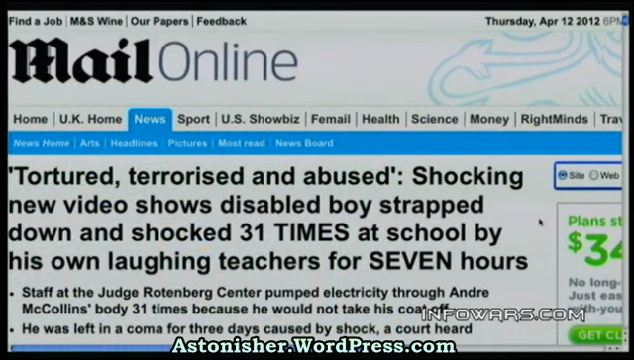 Find a Job | M&S Wine | Our Papers | Feedback
Thursday, Apr 12 2012 6PM
Mail Online
Home | U.K. Home | News | Sport | U.S. Showbiz | Femail | Health | Science | Money | RightMinds |
News Home | Arts | Headlines | Pictures | Most read | News Board
'Tortured, terrorised and abused': Shocking
new video shows disabled boy strapped
down and shocked 31 TIMES at school by
his own laughing teachers for SEVEN hours
Site Web
Plans
No long-
GET
• Staff at the Judge Rotenberg Center pumped electricity through Andre
McCollins' body 31 times because he would not take his coat off
• He was left in a coma for three days caused by shock, a court heard
INFOWARS.COM
Astonisher.WordPress.com